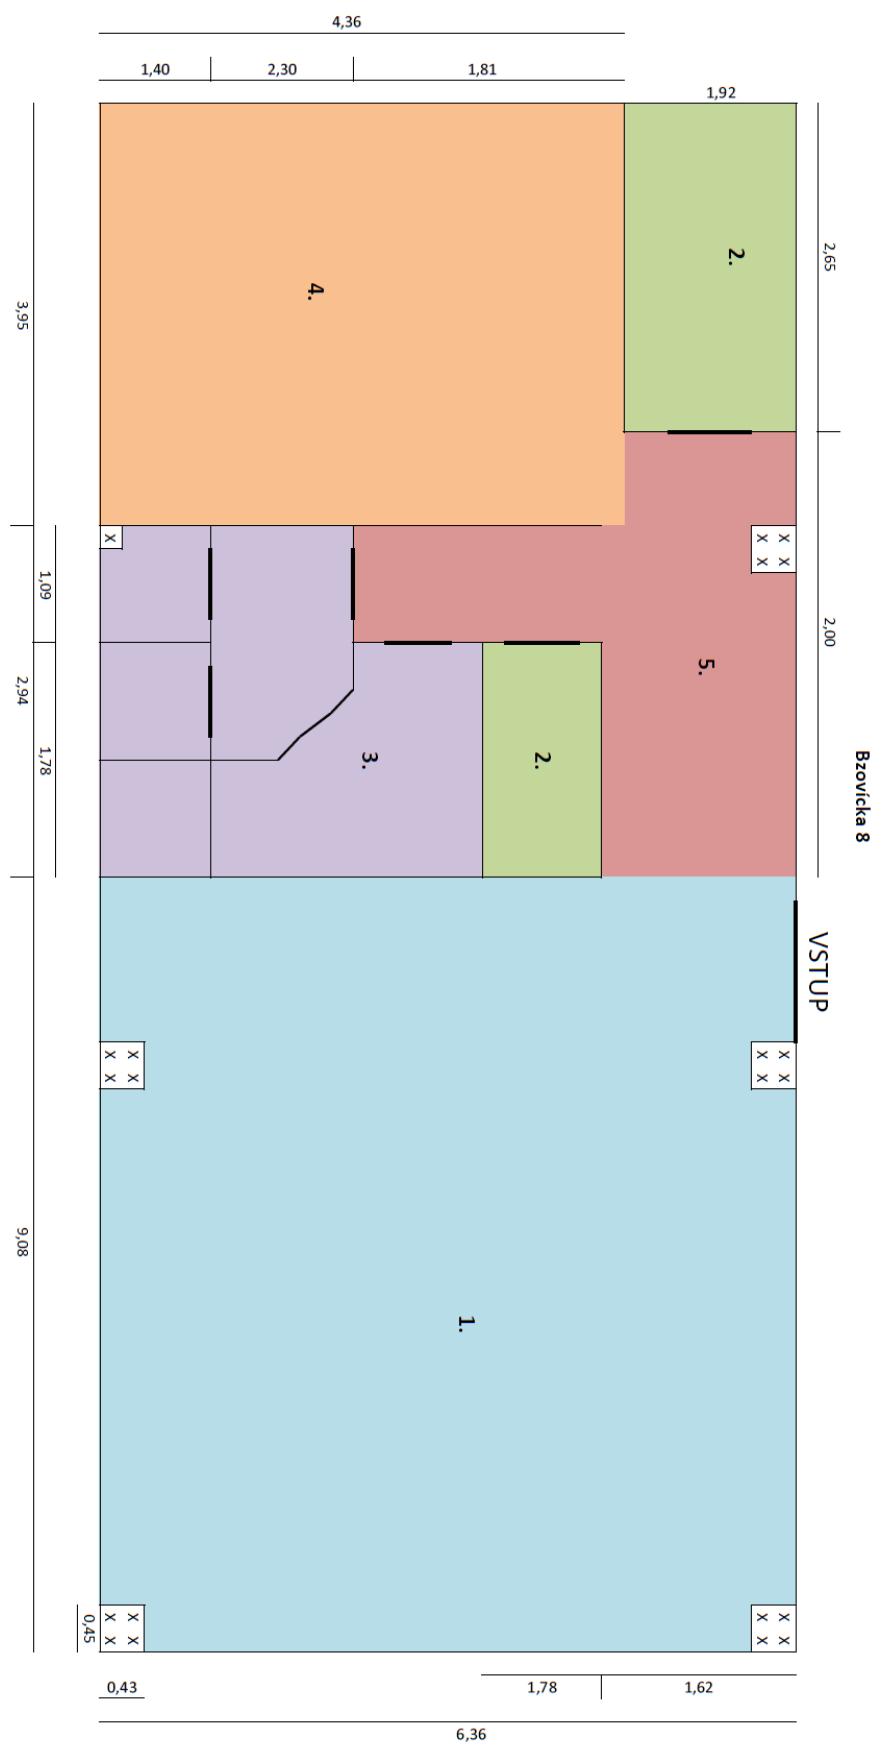 4,36
1,40 2,30 1,81
1,92
2.
2,65
4.
3,95
X
X X
X X
1,09
2,00
5.
2,94
3.
2.
1,78
Bzovícka 8
VSTUP
X X
X X
X X
X X
9,08
1.
0,45
X X
X X
X X
X X
0,43
1,78
1,62
6,36